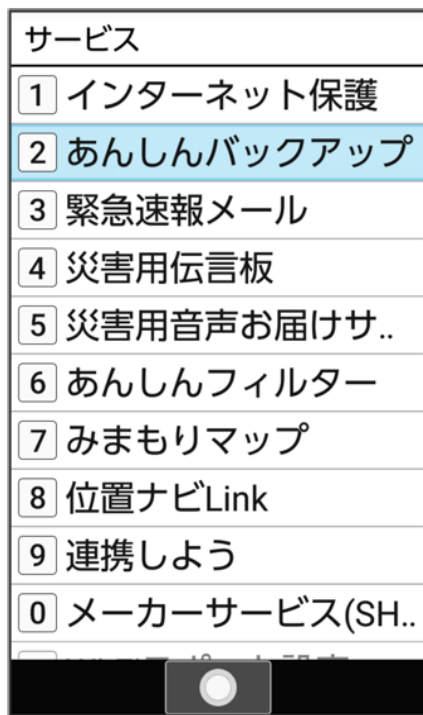 サービス
1 インターネット保護
2 あんしんバックアップ
3 緊急速報メール
4 災害用伝言板
5 災害用音声お届けサ..
6 あんしんフィルター
7 みまもりマップ
8 位置ナビLink
9 連携しよう
0 メーカーサービス(SH..